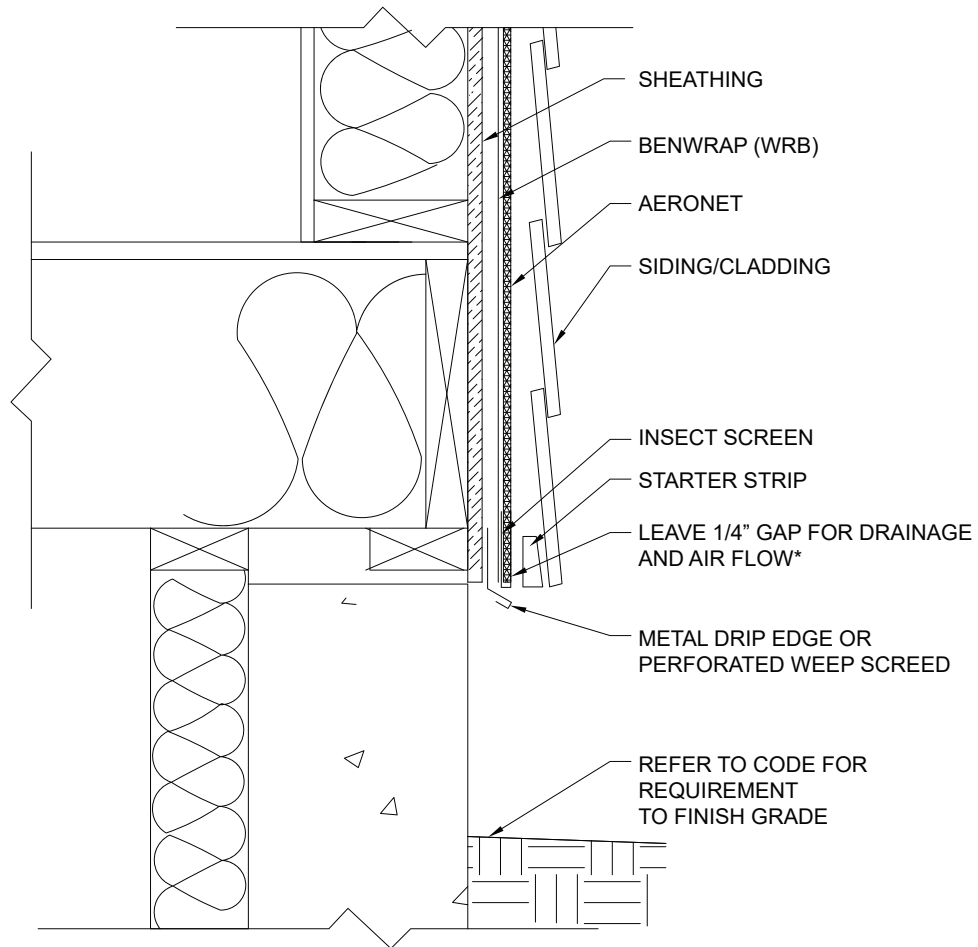 SHEATHING
BENWRAP (WRB)
AERONET
SIDING/CLADDING
INSECT SCREEN
STARTER STRIP
LEAVE 1/4” GAP FOR DRAINAGE
AND AIR FLOW*
METAL DRIP EDGE OR
PERFORATED WEEP SCREED
REFER TO CODE FOR
REQUIREMENT
TO FINISH GRADE